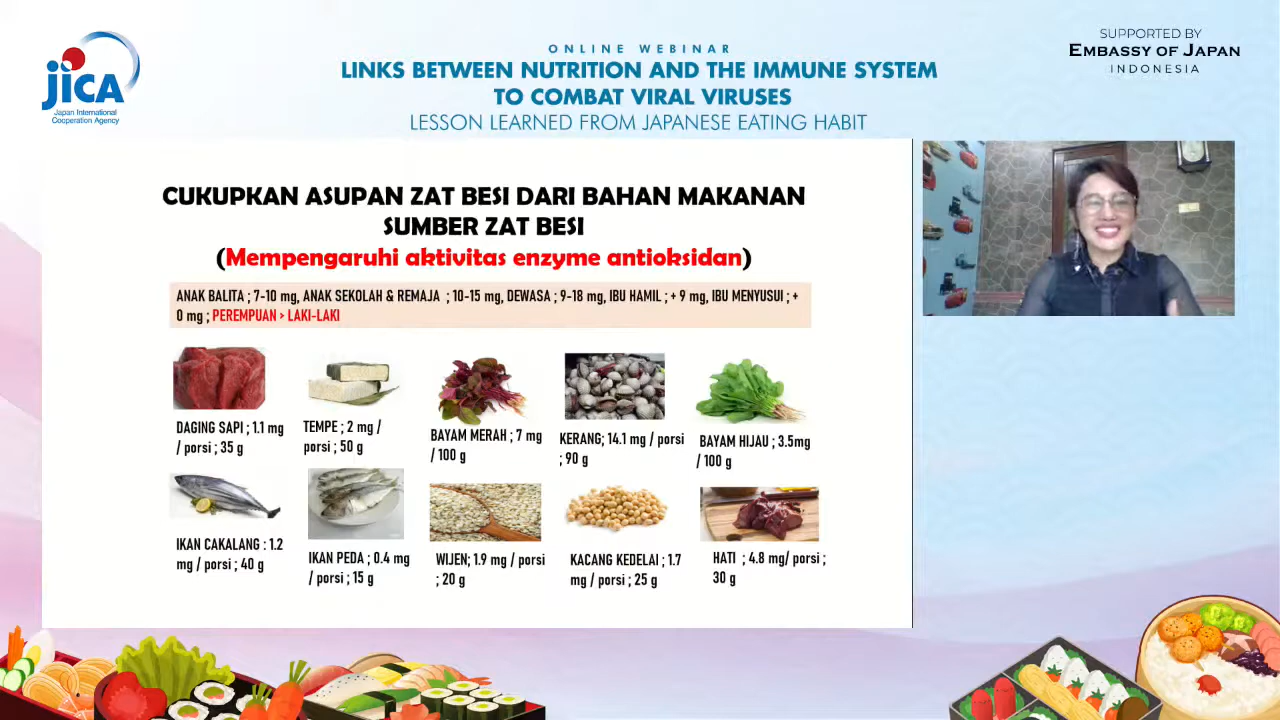 JICA
Japan International
Cooperation Agency
ONLINE WEBINAR
LINKS BETWEEN NUTRITION AND THE IMMUNE SYSTEM
TO COMBAT VIRAL VIRUSES
LESSON LEARNED FROM JAPANESE EATING HABIT
SUPPORTED BY
EMBASSY OF JAPAN
INDONESIA
CUKUPKAN ASUPAN ZAT BESI DARI BAHAN MAKANAN
SUMBER ZAT BESI
(Mempengaruhi aktivitas enzyme antioksidan)
ANAK BALITA ; 7-10 mg, ANAK SEKOLAH & REMAJA ; 10-15 mg, DEWASA ; 9-18 mg, IBU HAMIL ; + 9 mg, IBU MENYUSUI ; +
0 mg ; PEREMPUAN > LAKI-LAKI
DAGING SAPI ; 1.1 mg
/ porsi ; 35 g
TEMPE ; 2 mg /
porsi ; 50 g
BAYAM MERAH ; 7 mg
/ 100 g
KERANG; 14.1 mg / porsi
; 90 g
BAYAM HIJAU ; 3.5mg
/ 100 g
IKAN CAKALANG : 1.2
mg / porsi ; 40 g
IKAN PEDA ; 0.4 mg
/ porsi ; 15 g
WIJEN; 1.9 mg / porsi
; 20 g
KACANG KEDELAI ; 1.7
mg / porsi ; 25 g
HATI ; 4.8 mg/ porsi ;
30 g